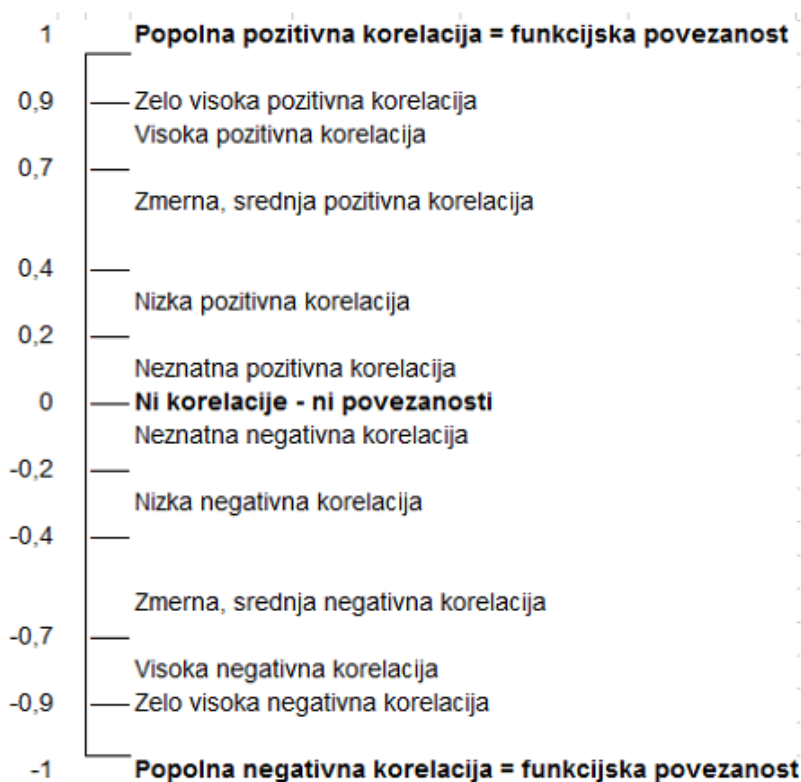 1 Popolna pozitivna korelacija = funkcijska povezanost
0,9 Zelo visoka pozitivna korelacija
Visoka pozitivna korelacija
0,7
Zmerna, srednja pozitivna korelacija
0,4
Nizka pozitivna korelacija
0,2
Neznatna pozitivna korelacija
0 Ni korelacije - ni povezanosti
Neznatna negativna korelacija
-0,2
Nizka negativna korelacija
-0,4
Zmerna, srednja negativna korelacija
-0,7
Visoka negativna korelacija
-0,9 Zelo visoka negativna korelacija
-1 Popolna negativna korelacija = funkcijska povezanost